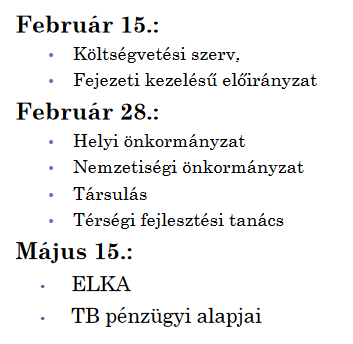 Február 15.:
• Költségvetési szerv,
• Fejezeti kezelésű előirányzat
Február 28.:
• Helyi önkormányzat
• Nemzetiségi önkormányzat
• Társulás
• Térségi fejlesztési tanács
Május 15.:
• ELKA
• TB pénzügyi alapjai